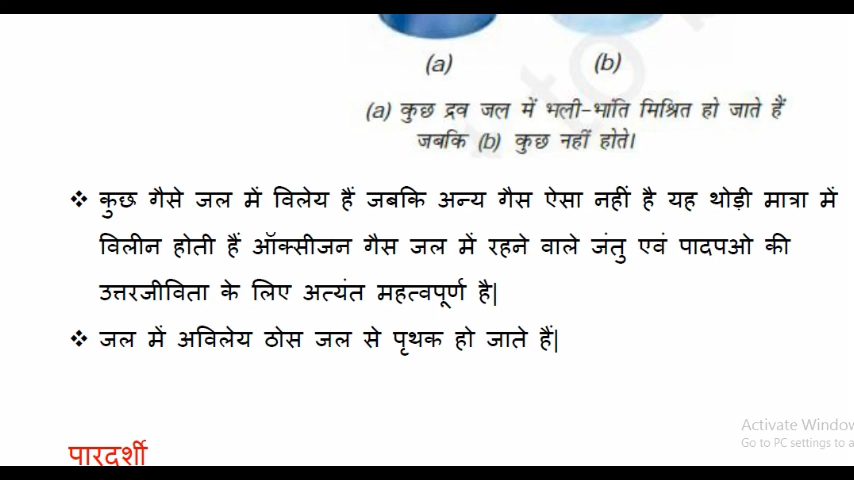 (a)
(b)
(a) कुछ द्रव जल में भली-भांति मिश्रित हो जाते हैं
जबकि (b) कुछ नहीं होते।
❖ कुछ गैसे जल में विलेय हैं जबकि अन्य गैस ऐसा नहीं है यह थोड़ी मात्रा में
विलीन होती हैं ऑक्सीजन गैस जल में रहने वाले जंतु एवं पादपओ की
उत्तरजीविता के लिए अत्यंत महत्वपूर्ण है|
❖ जल में अविलेय ठोस जल से पृथक हो जाते हैं|
Activate Window
Go to PC settings to a
पारदर्शी